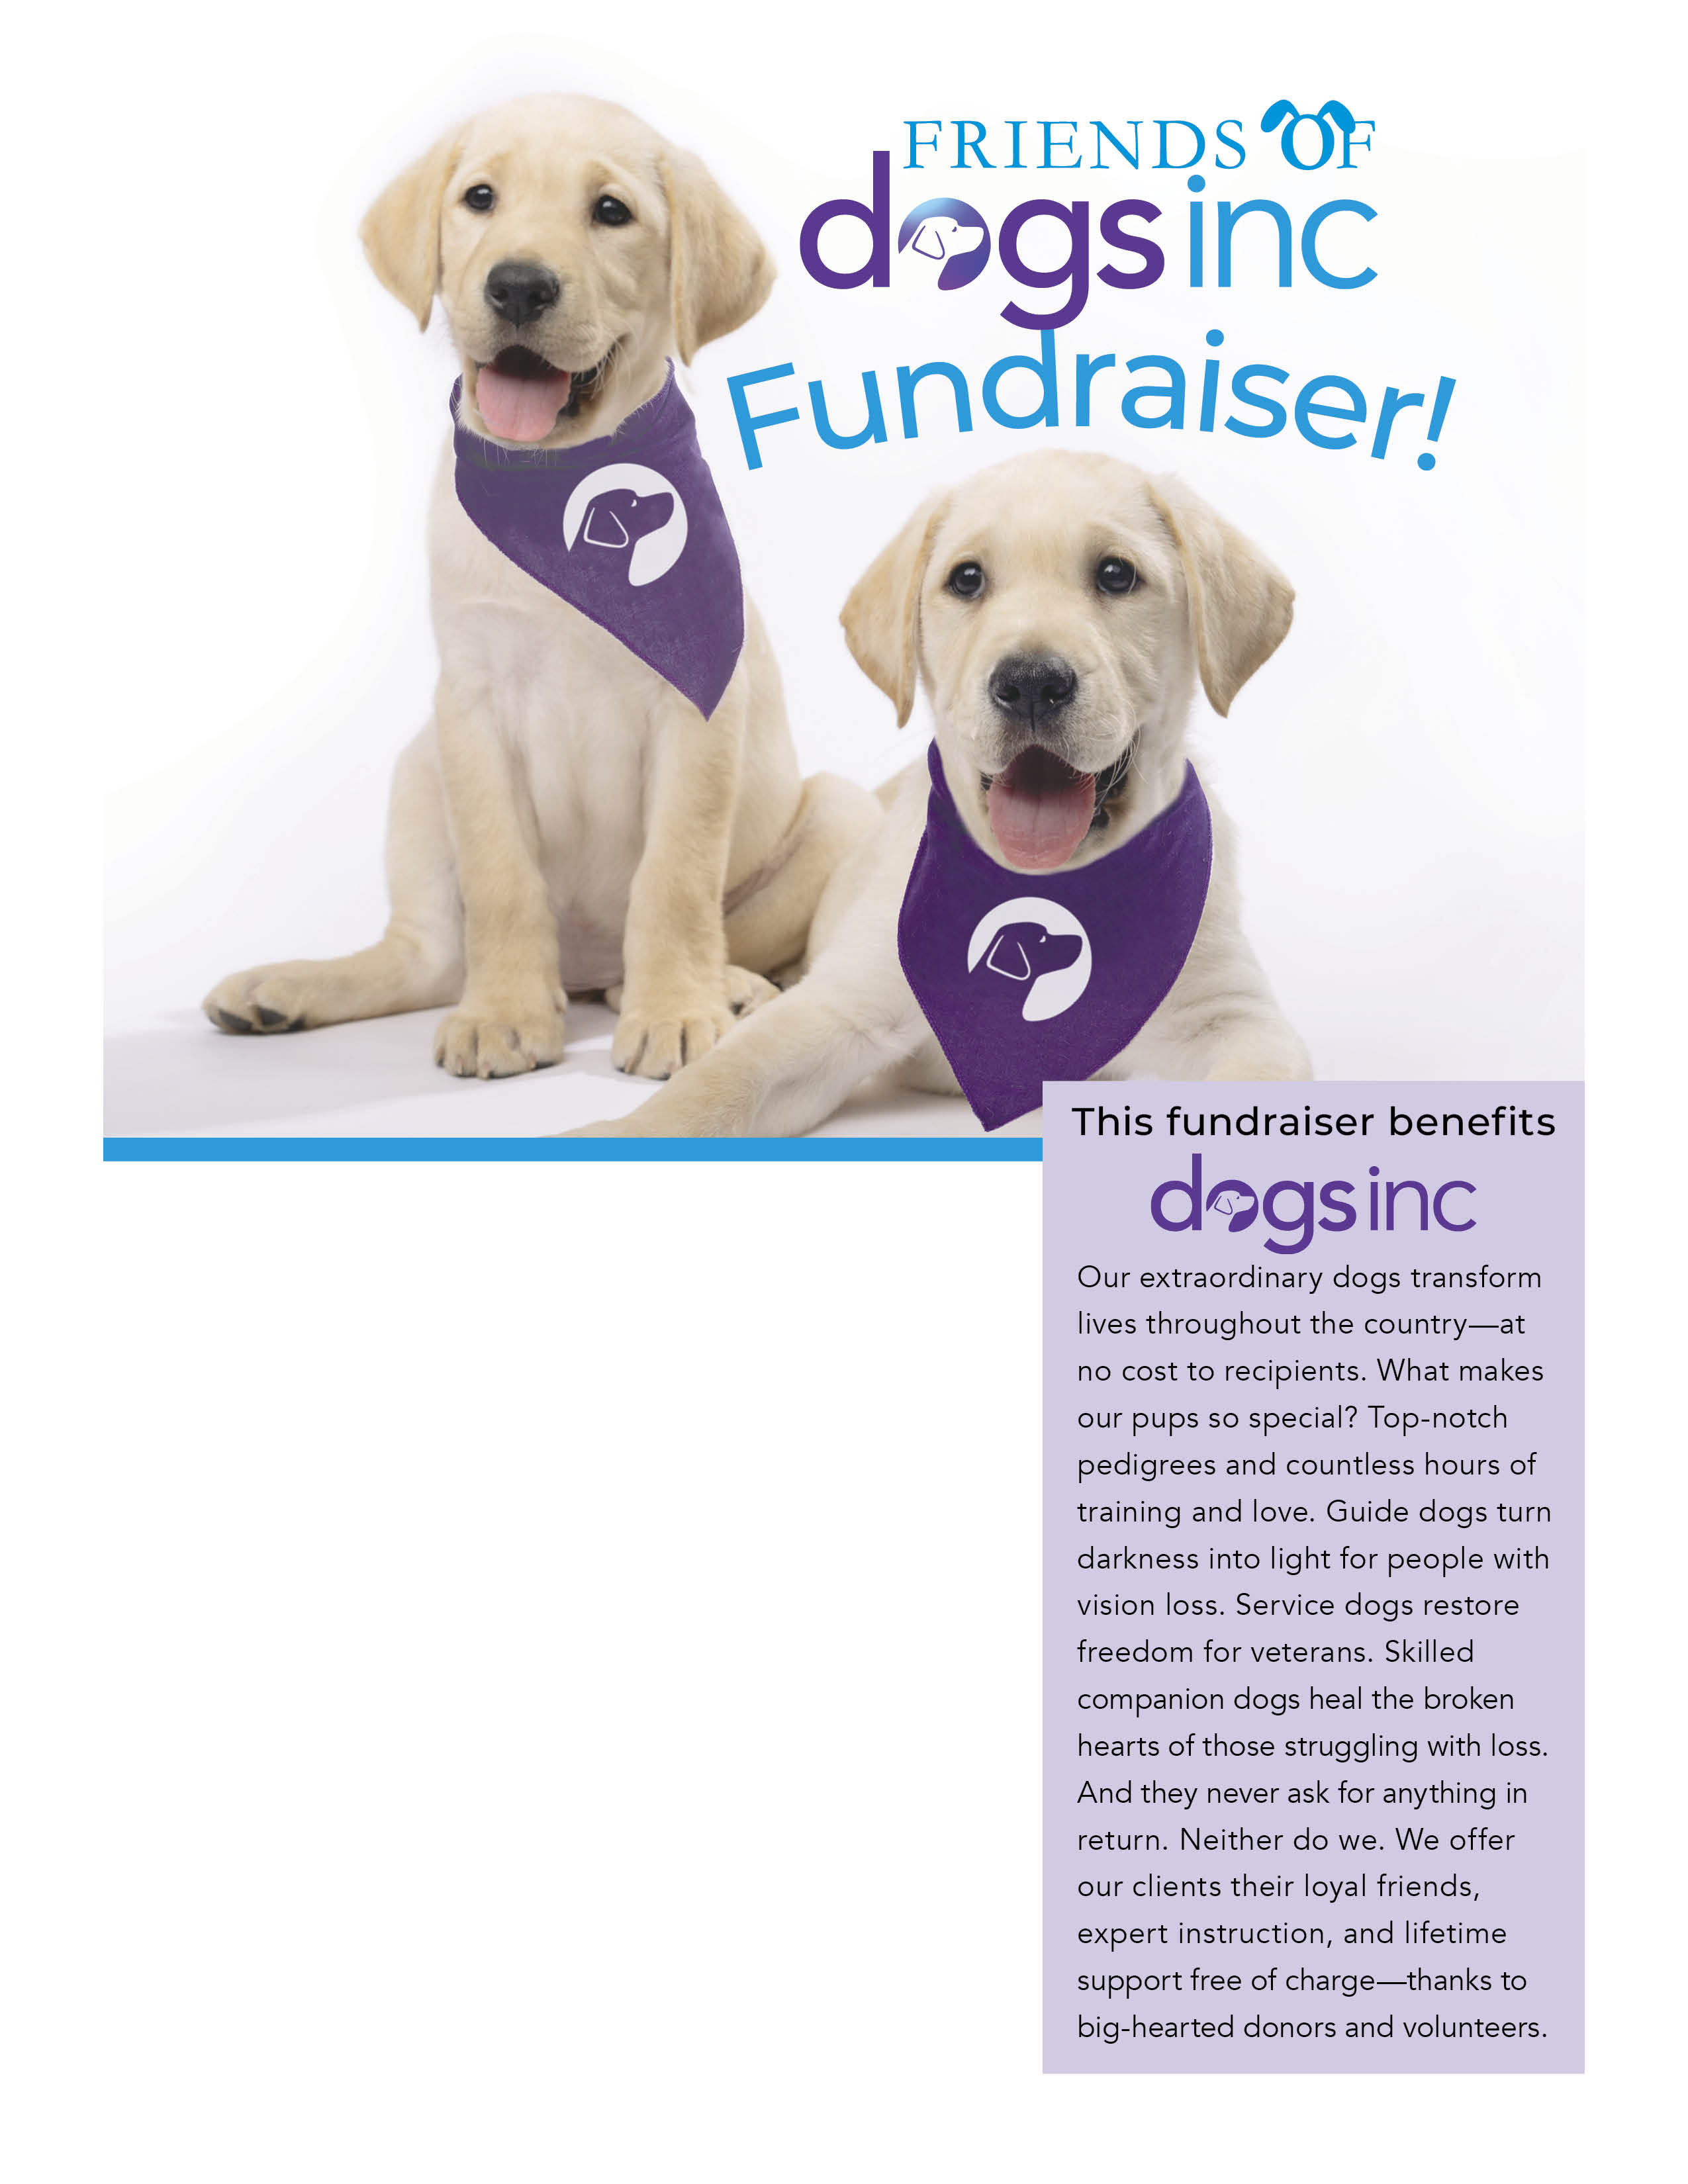 FRIENDS OF
dogs inc
Fundraiser!
This fundraiser benefits
dogs inc
Our extraordinary dogs transform
lives throughout the country—at
no cost to recipients. What makes
our pups so special? Top-notch
pedigrees and countless hours of
training and love. Guide dogs turn
darkness into light for people with
vision loss. Service dogs restore
freedom for veterans. Skilled
companion dogs heal the broken
hearts of those struggling with loss.
And they never ask for anything in
return. Neither do we. We offer
our clients their loyal friends,
expert instruction, and lifetime
support free of charge—thanks to
big-hearted donors and volunteers.